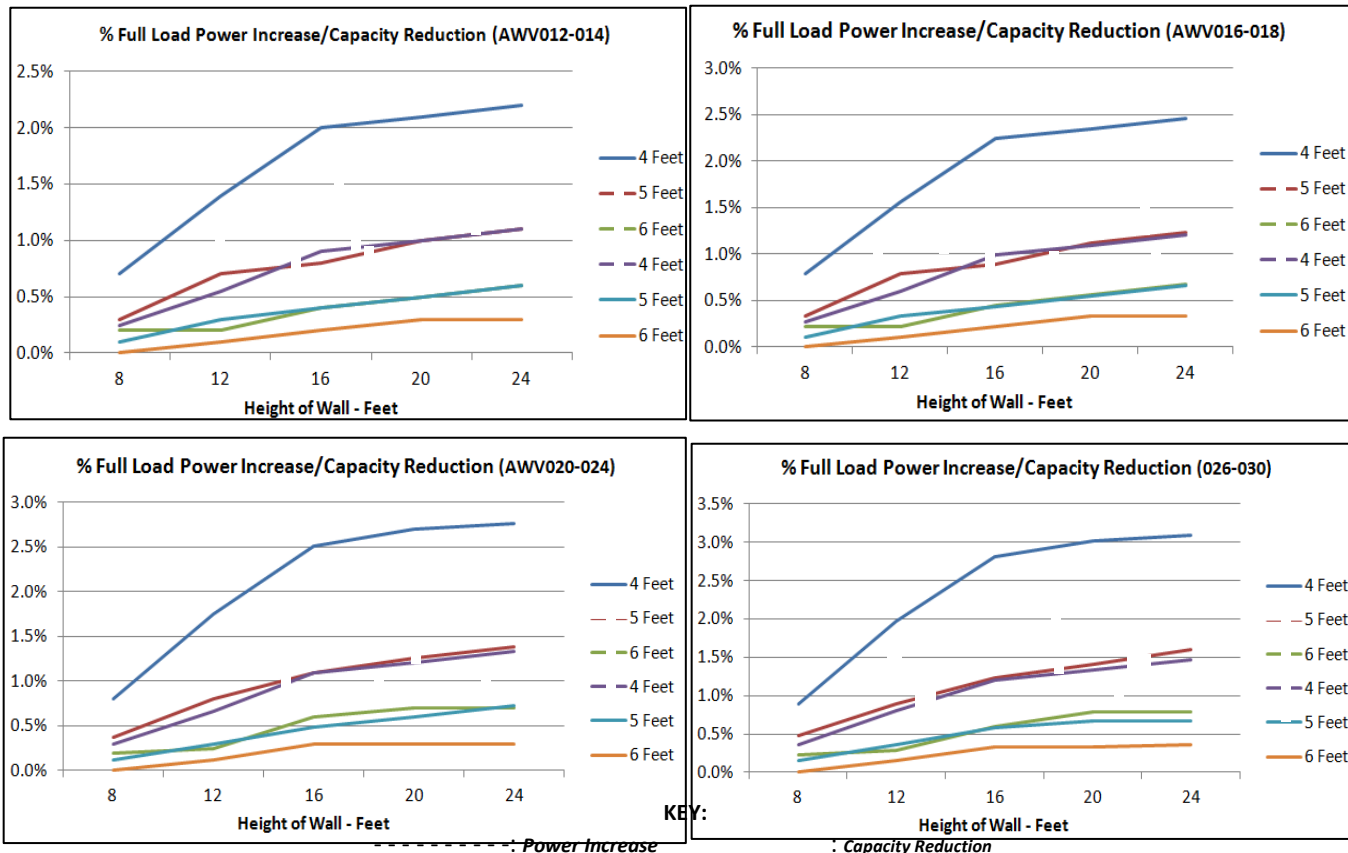 % Full Load Power Increase/Capacity Reduction (AWV012-014)
2.5%
2.0%
1.5%
1.0%
0.5%
0.0%
8 12 16 20 24
Height of Wall - Feet
4 Feet
5 Feet
6 Feet
4 Feet
5 Feet
6 Feet
% Full Load Power Increase/Capacity Reduction (AWV016-018)
3.0%
2.5%
2.0%
1.5%
1.0%
0.5%
0.0%
8 12 16 20 24
Height of Wall - Feet
4 Feet
5 Feet
6 Feet
4 Feet
5 Feet
6 Feet
% Full Load Power Increase/Capacity Reduction (AWV020-024)
3.0%
2.5%
2.0%
1.5%
1.0%
0.5%
0.0%
8 12 16 20 24
Height of Wall - Feet
4 Feet
5 Feet
6 Feet
4 Feet
5 Feet
6 Feet
% Full Load Power Increase/Capacity Reduction (026-030)
3.5%
3.0%
2.5%
2.0%
1.5%
1.0%
0.5%
0.0%
8 12 16 20 24
Height of Wall - Feet
4 Feet
5 Feet
6 Feet
4 Feet
5 Feet
6 Feet
KEY:
----------: Power Increase : Capacity Reduction